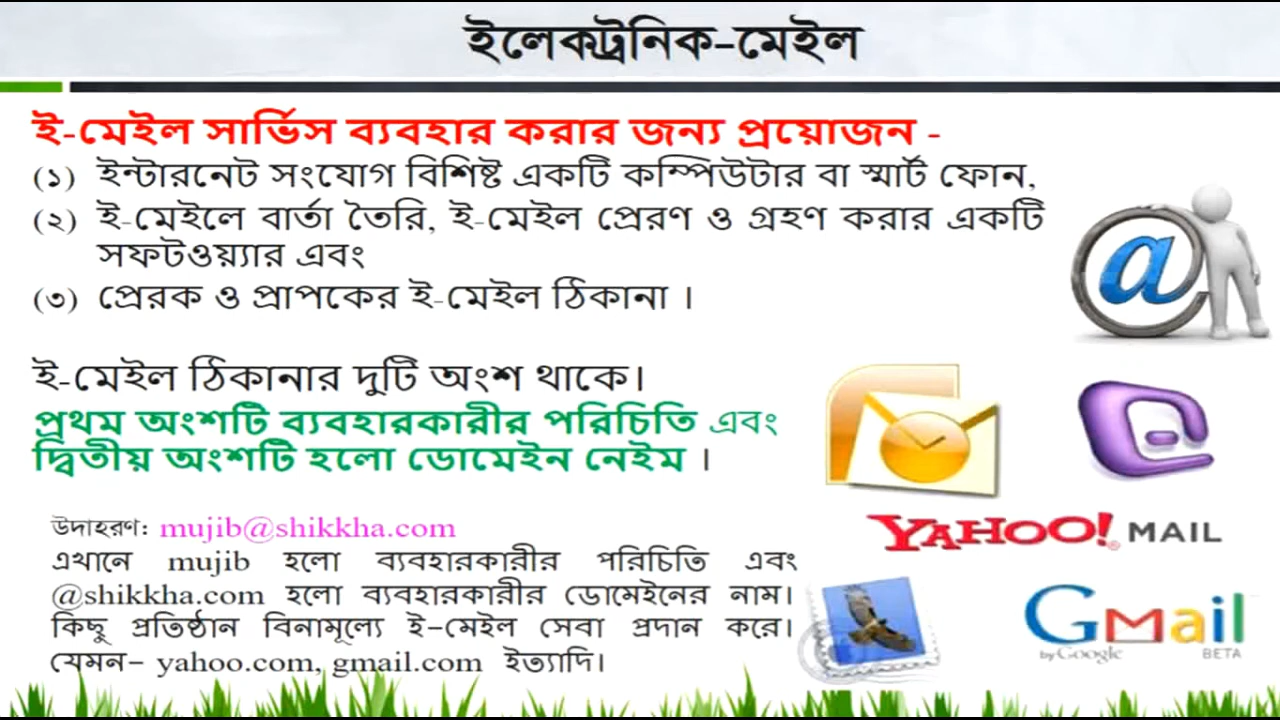 ইলেকট্রনিক-মেইল
ই-মেইল সার্ভিস ব্যবহার করার জন্য প্রয়োজন -
(১) ইন্টারনেট সংযোগ বিশিষ্ট একটি কম্পিউটার বা স্মার্ট ফোন,
(২) ই-মেইলে বার্তা তৈরি, ই-মেইল প্রেরণ ও গ্রহণ করার একটি
সফটওয়্যার এবং
(৩) প্রেরক ও প্রাপকের ই-মেইল ঠিকানা ।
ই-মেইল ঠিকানার দুটি অংশ থাকে।
প্রথম অংশটি ব্যবহারকারীর পরিচিতি এবং
দ্বিতীয় অংশটি হলো ডোমেইন নেইম ।
উদাহরণ: mujib@shikkha.com
এখানে mujib হলো ব্যবহারকারীর পরিচিতি এবং
@shikkha.com হলো ব্যবহারকারীর ডোমেইনের নাম।
কিছু প্রতিষ্ঠান বিনামূল্যে ই-মেইল সেবা প্রদান করে।
যেমন- yahoo.com, gmail.com ইত্যাদি।
@
YAHOO! MAIL
Gmail
by Google BETA